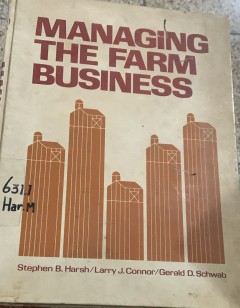 MANAGiNG
THE FARM
BUSINESS
631.1
Har.M
Stephen B. Harsh/Larry J. Connor/Gerald D. Schwab